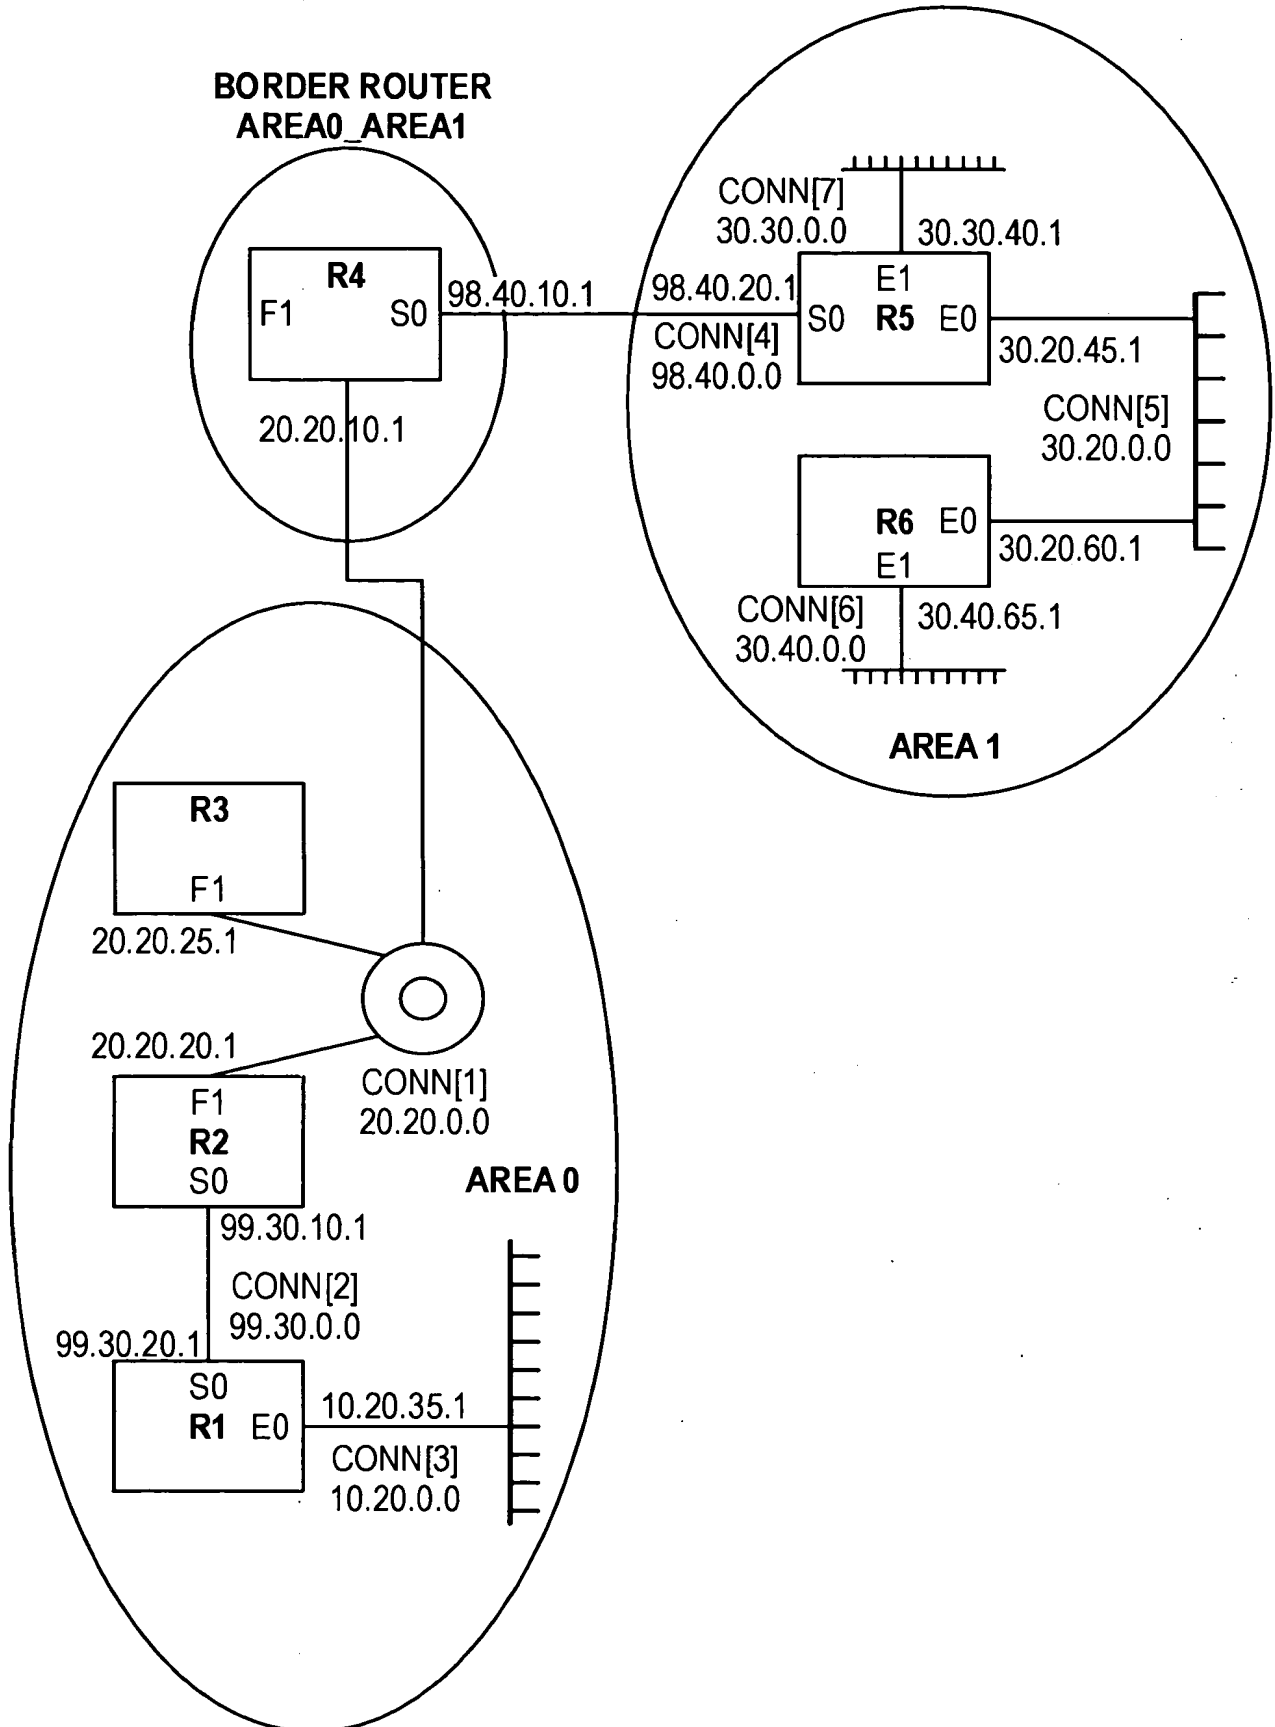 BORDER ROUTER
AREA0_AREA1
R4
F1
S0
98.40.10.1
20.20.10.1
CONN[7]
30.30.0.0
30.30.40.1
98.40.20.1
CONN[4]
98.40.0.0
E1
S0
R5
E0
30.20.45.1
CONN[5]
30.20.0.0
R6
E0
E1
30.20.60.1
CONN[6]
30.40.0.0
30.40.65.1
AREA 1
R3
F1
20.20.25.1
20.20.20.1
CONN[1]
20.20.0.0
F1
R2
S0
AREA 0
99.30.10.1
CONN[2]
99.30.0.0
99.30.20.1
S0
R1
E0
10.20.35.1
CONN[3]
10.20.0.0